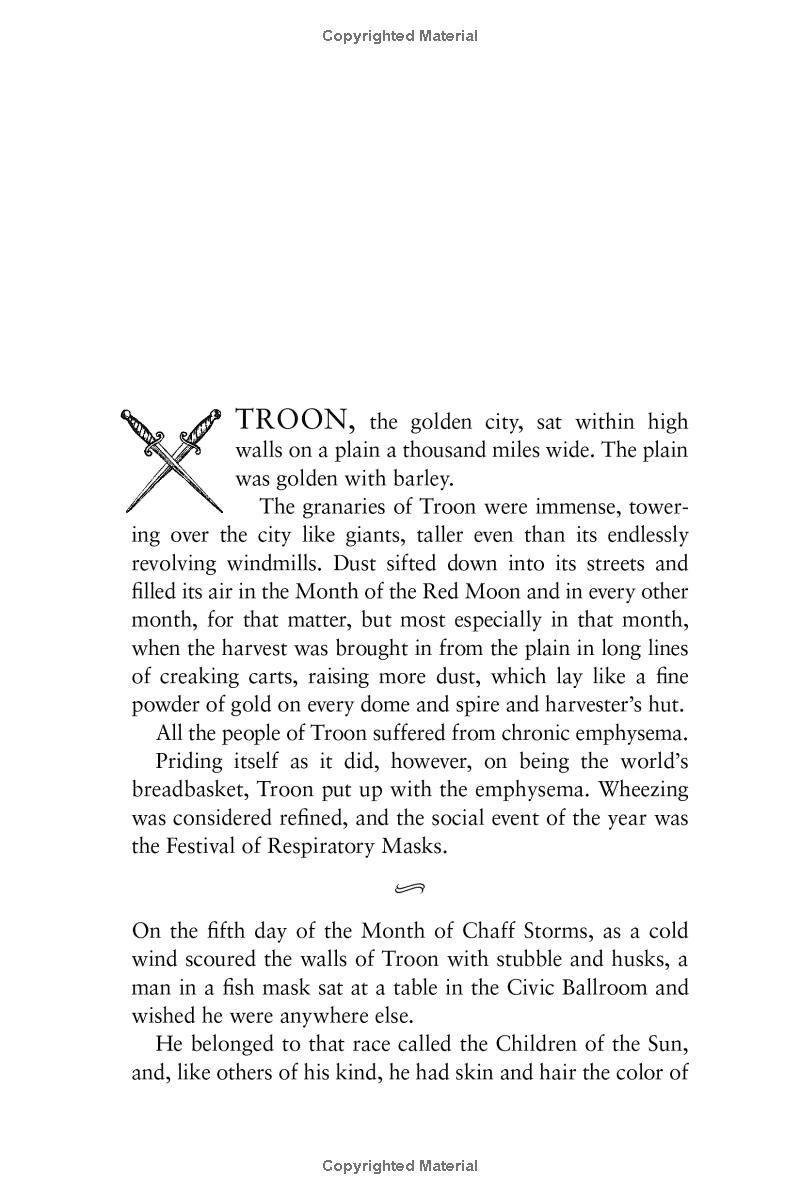 Copyrighted Material
TROON, the golden city, sat within high
walls on a plain a thousand miles wide. The plain
was golden with barley.
The granaries of Troon were immense, tower-
ing over the city like giants, taller even than its endlessly
revolving windmills. Dust sifted down into its streets and
filled its air in the Month of the Red Moon and in every other
month, for that matter, but most especially in that month,
when the harvest was brought in from the plain in long lines
of creaking carts, raising more dust, which lay like a fine
powder of gold on every dome and spire and harvester’s hut.
All the people of Troon suffered from chronic emphysema.
Priding itself as it did, however, on being the world’s
breadbasket, Troon put up with the emphysema. Wheezing
was considered refined, and the social event of the year was
the Festival of Respiratory Masks.
On the fifth day of the Month of Chaff Storms, as a cold
wind scoured the walls of Troon with stubble and husks, a
man in a fish mask sat at a table in the Civic Ballroom and
wished he were anywhere else.
He belonged to that race called the Children of the Sun,
and, like others of his kind, he had skin and hair the color of
Copyrighted Material